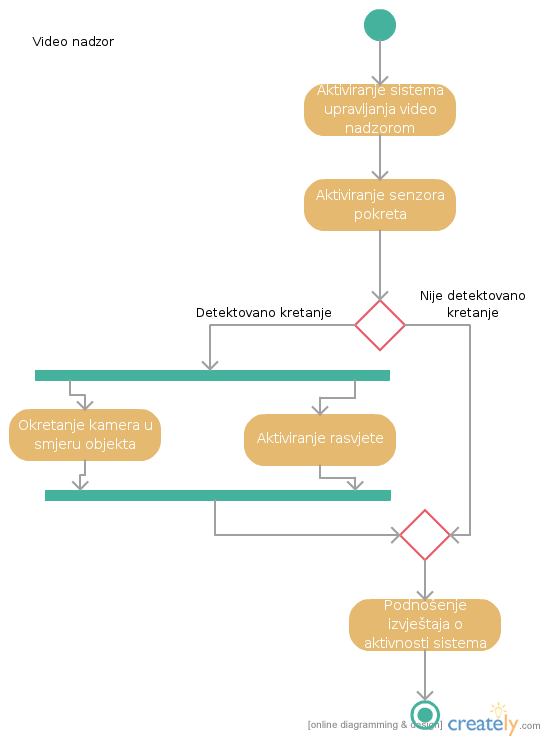 Video nadzor
Aktiviranje sistema
upravljanja video
nadzorom
Aktiviranje senzora
pokreta
Nije detektovano
kretanje
Detektovano kretanje
Okretanje kamera u
smjeru objekta
Aktiviranje rasvjete
Podnošenje
izvještaja o
aktivnosti sistema
[online diagramming & design]
creately.com